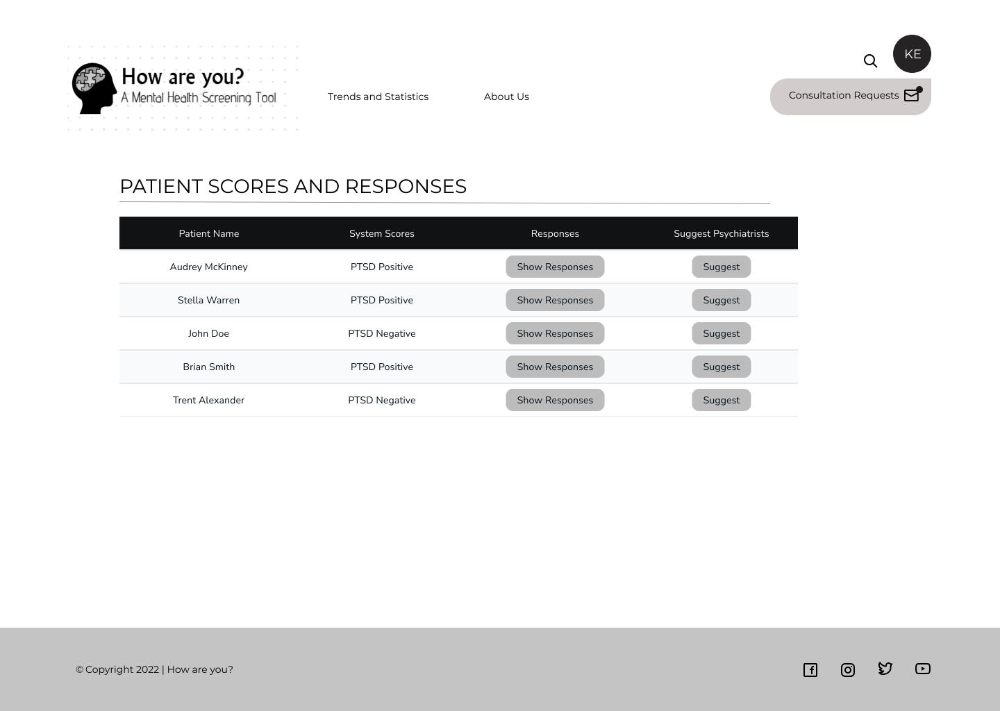 KE
How are you?
A Mental Health Screening Tool
Trends and Statistics
About Us
Consultation Requests
PATIENT SCORES AND RESPONSES
Patient Name System Scores Responses Suggest Psychiatrists
Audrey McKinney PTSD Positive Show Responses Suggest
Stella Warren PTSD Positive Show Responses Suggest
John Doe PTSD Negative Show Responses Suggest
Brian Smith PTSD Positive Show Responses Suggest
Trent Alexander PTSD Negative Show Responses Suggest
© Copyright 2022 | How are you?